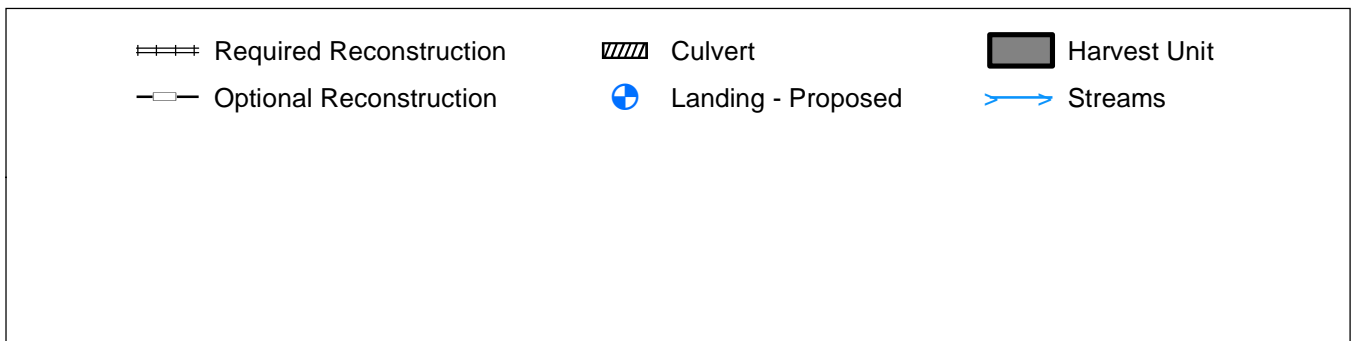 Required Reconstruction
Culvert
Harvest Unit
Optional Reconstruction
Landing - Proposed
Streams